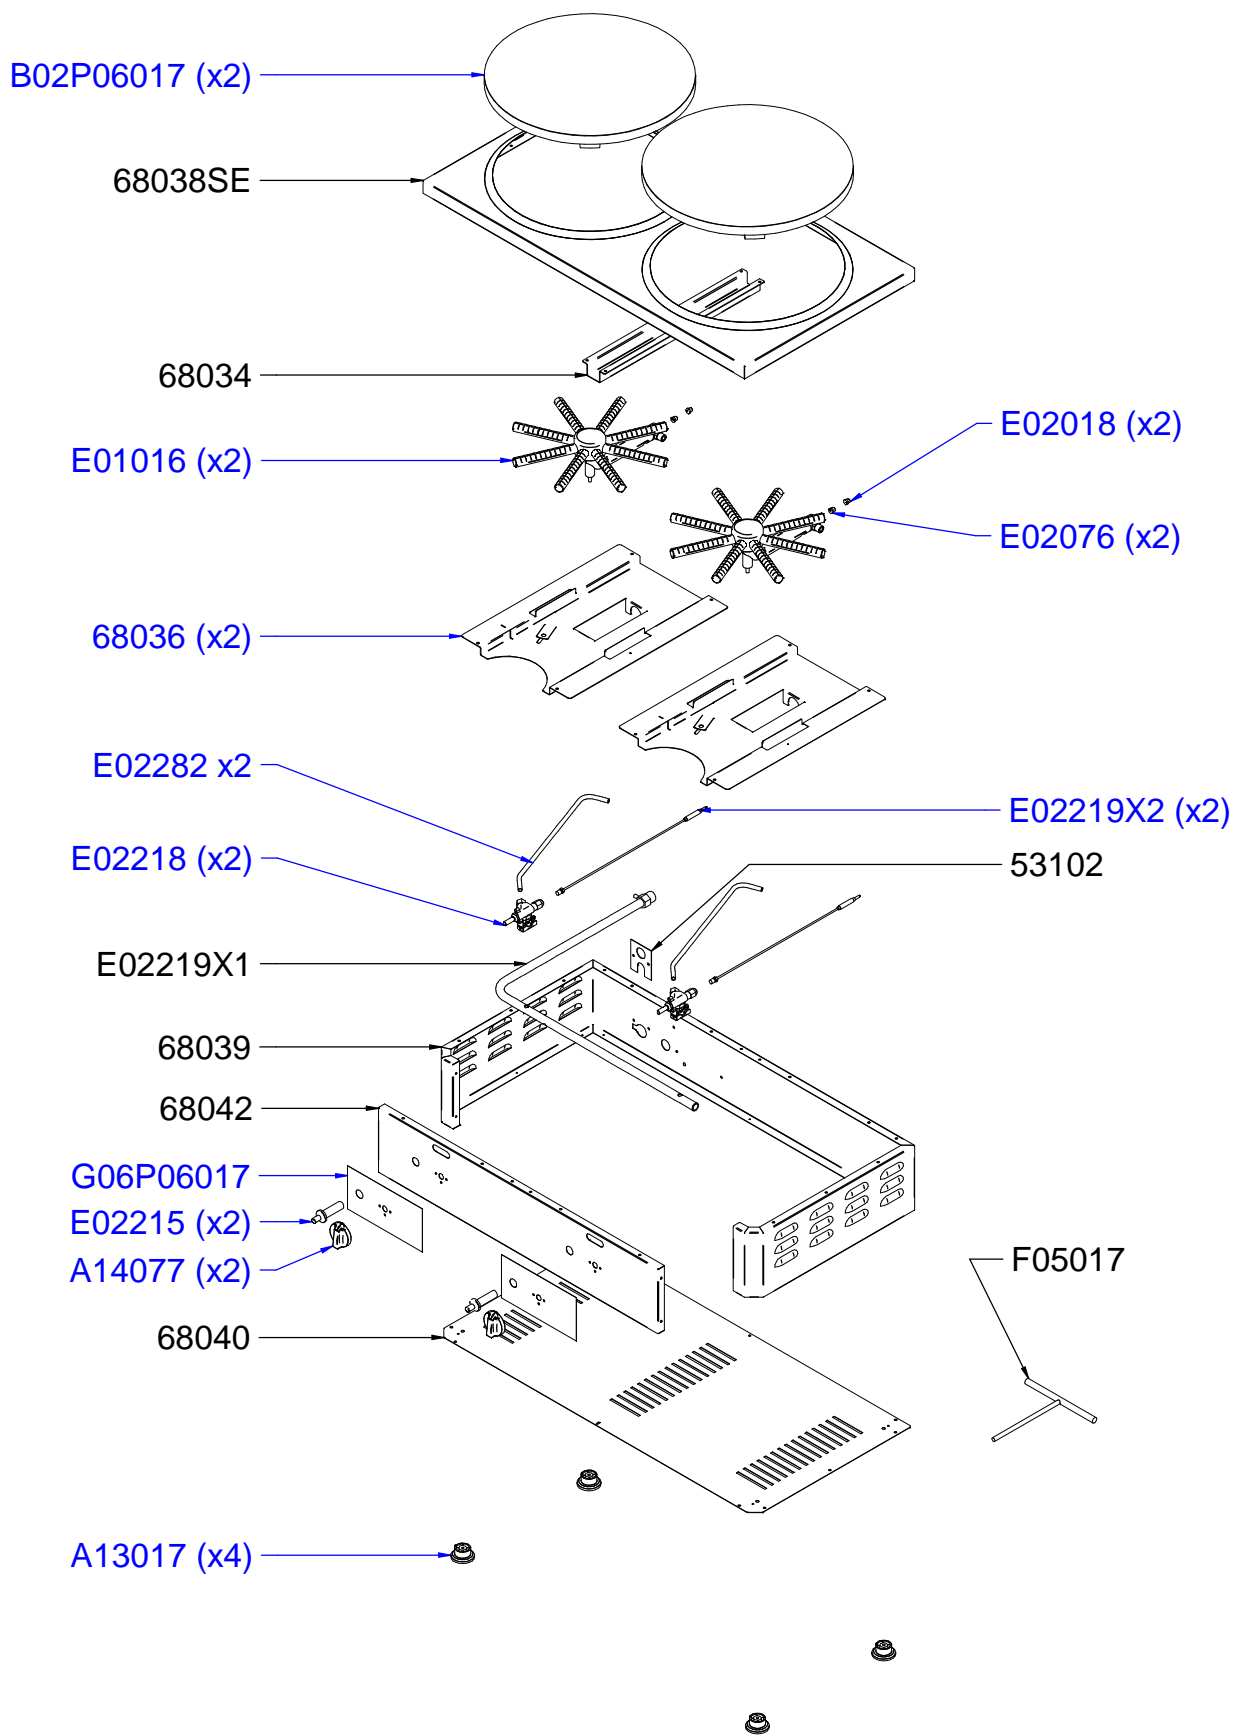 B02P06017 (x2)
68038SE
68034
E02018 (x2)
E01016 (x2)
E02076 (x2)
68036 (x2)
E02282 x2
E02219X2 (x2)
E02218 (x2)
53102
E02219X1
68039
68042
G06P06017
E02215 (x2)
F05017
A14077 (x2)
68040
A13017 (x4)